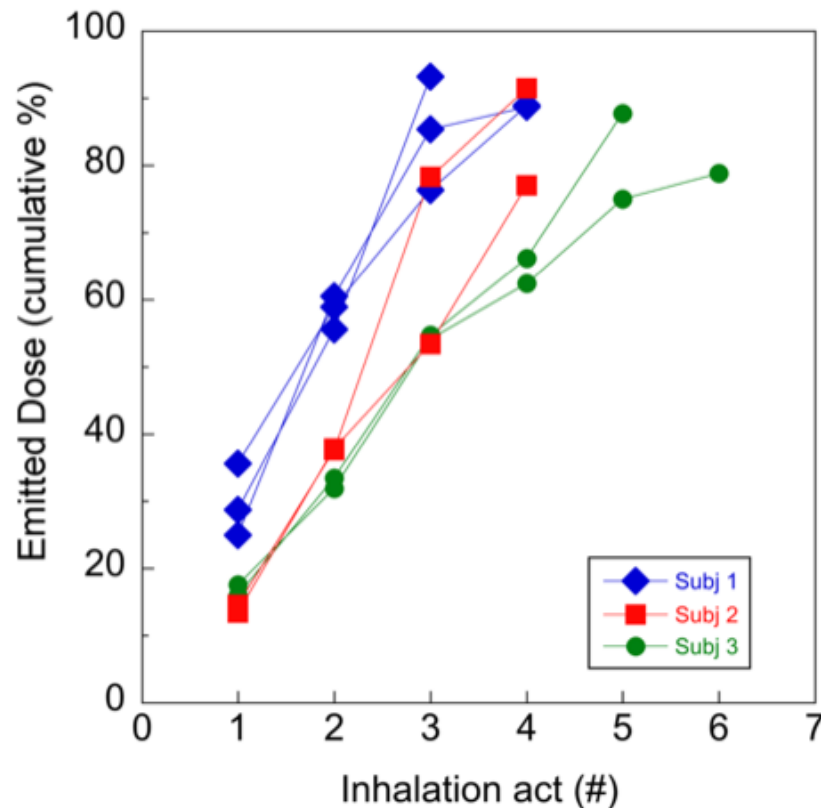 100
80
60
40
20
0
Emitted Dose (cumulative %)
0 1 2 3 4 5 6 7
Inhalation act (#)
Subj 1
Subj 2
Subj 3